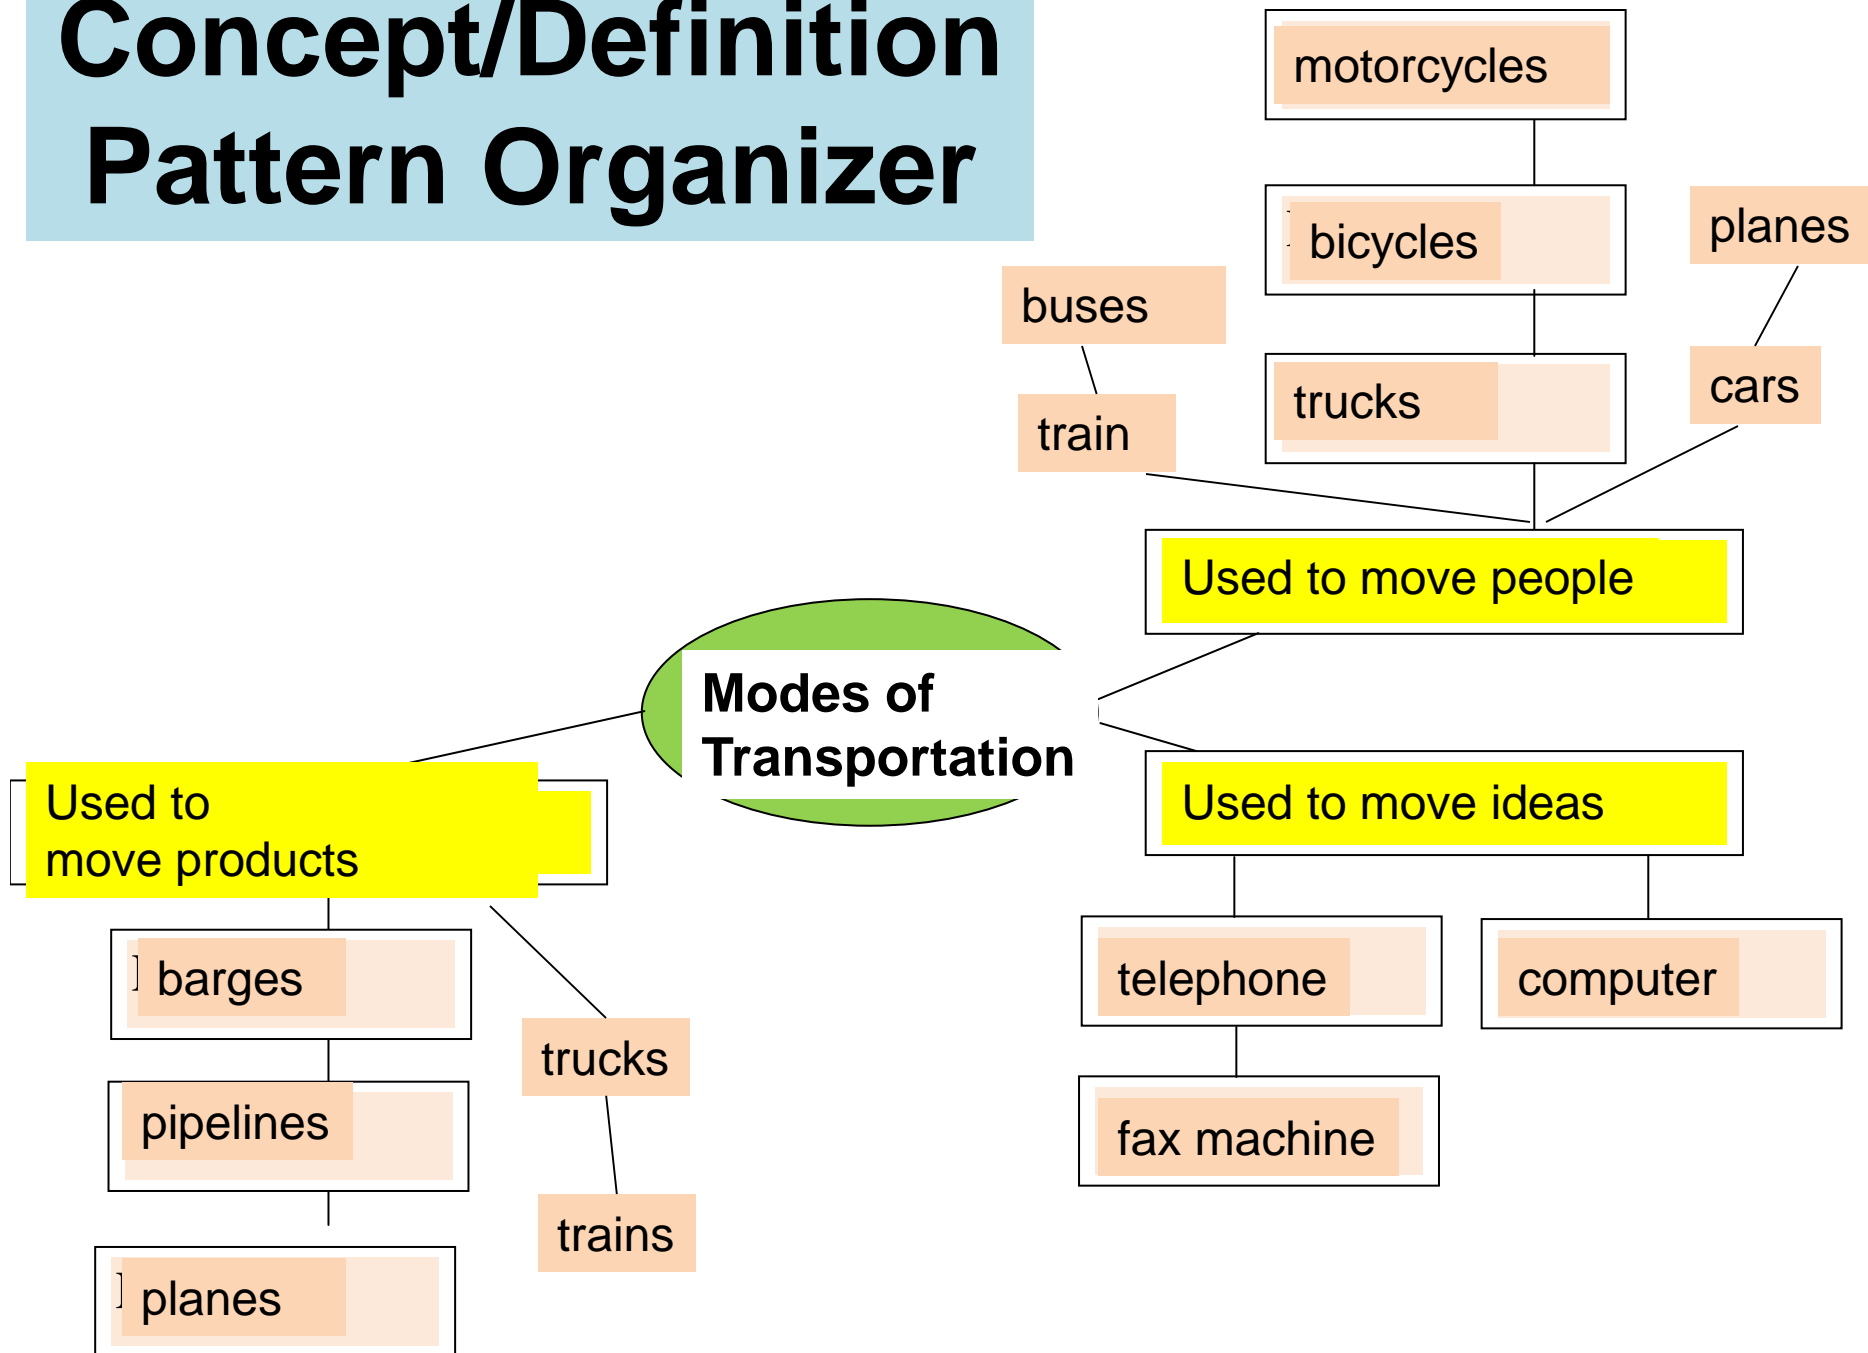 Concept/Definition
Pattern Organizer
motorcycles
bicycles
planes
buses
trucks
cars
train
Used to move people
Modes of
Transportation
Used to
move products
Used to move ideas
barges
telephone
computer
trucks
pipelines
fax machine
trains
planes